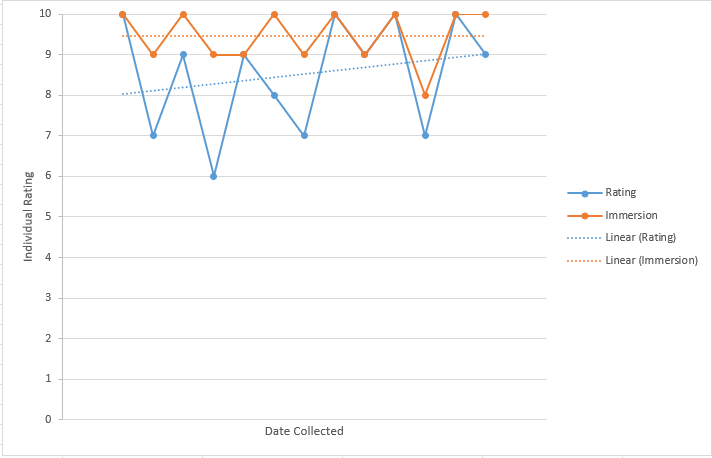 10
9
8
7
6
5
4
3
2
1
0
Individual Rating
Date Collected
Rating
Immersion
Linear (Rating)
Linear (Immersion)